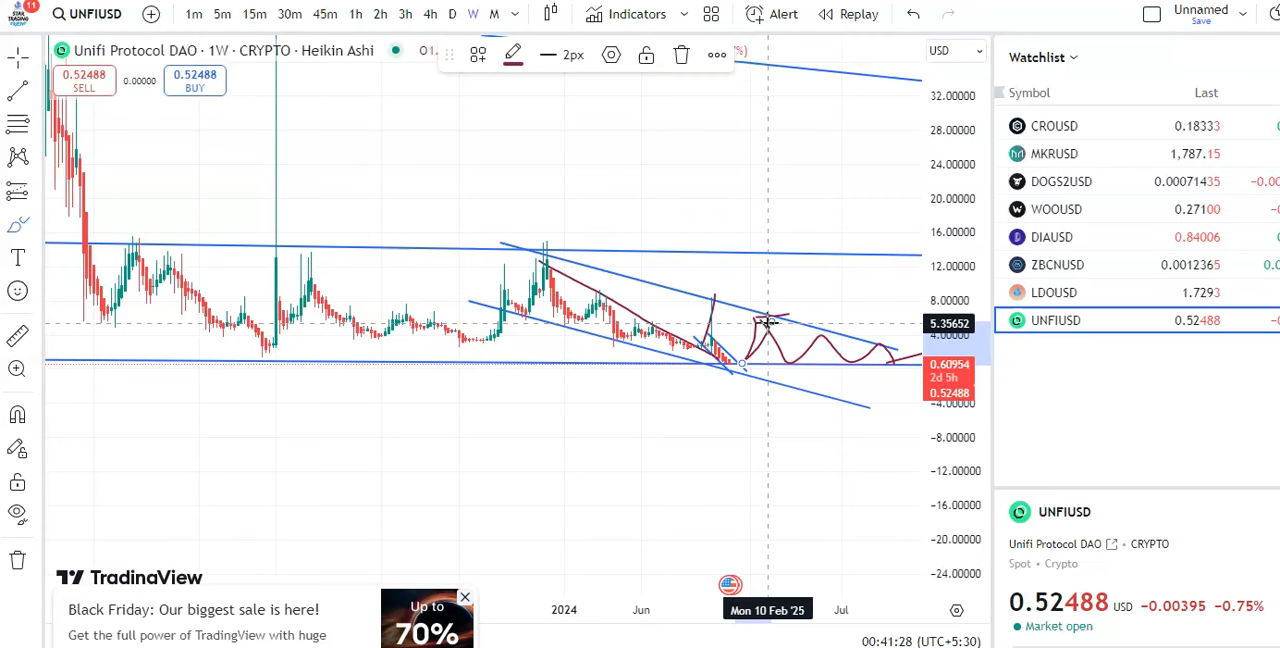 11
STAR
TRADING
UNFIUSD
1m 5m 15m 30m 45m 1h 2h 3h 4h W M
Indicators
Alert
Replay
Unnamed
Save
Unifi Protocol DAO · 1W · CRYPTO · Heikin Ashi
O1.
%)
2px
0.52488
SELL
0.00000
0.52488
BUY
USD
32.00000
28.00000
24.00000
20.00000
16.00000
12.00000
8.00000
5.35652
4.00000
0.60954
2d 5h
0.52488
−4.00000
−8.00000
−12.00000
−16.00000
−20.00000
−24.00000
Watchlist
Symbol Last
CROUSD 0.18333
MKRUSD 1,787.15
DOGS2USD 0.00071435 −0.00
WOOUSD 0.27100
DIAUSD 0.84006
ZBCNUSD 0.0012365
LDOUSD 1.7293
UNFIUSD 0.52488
UNFIUSD
Unifi Protocol DAO • CRYPTO
Spot • Crypto
0.52488 USD −0.00395 −0.75%
Market open
TradingView
Black Friday: Our biggest sale is here!
Get the full power of TradingView with huge
Up to
70%
2024 Jun Mon 10 Feb '25 Jul
00:41:28 (UTC+5:30)